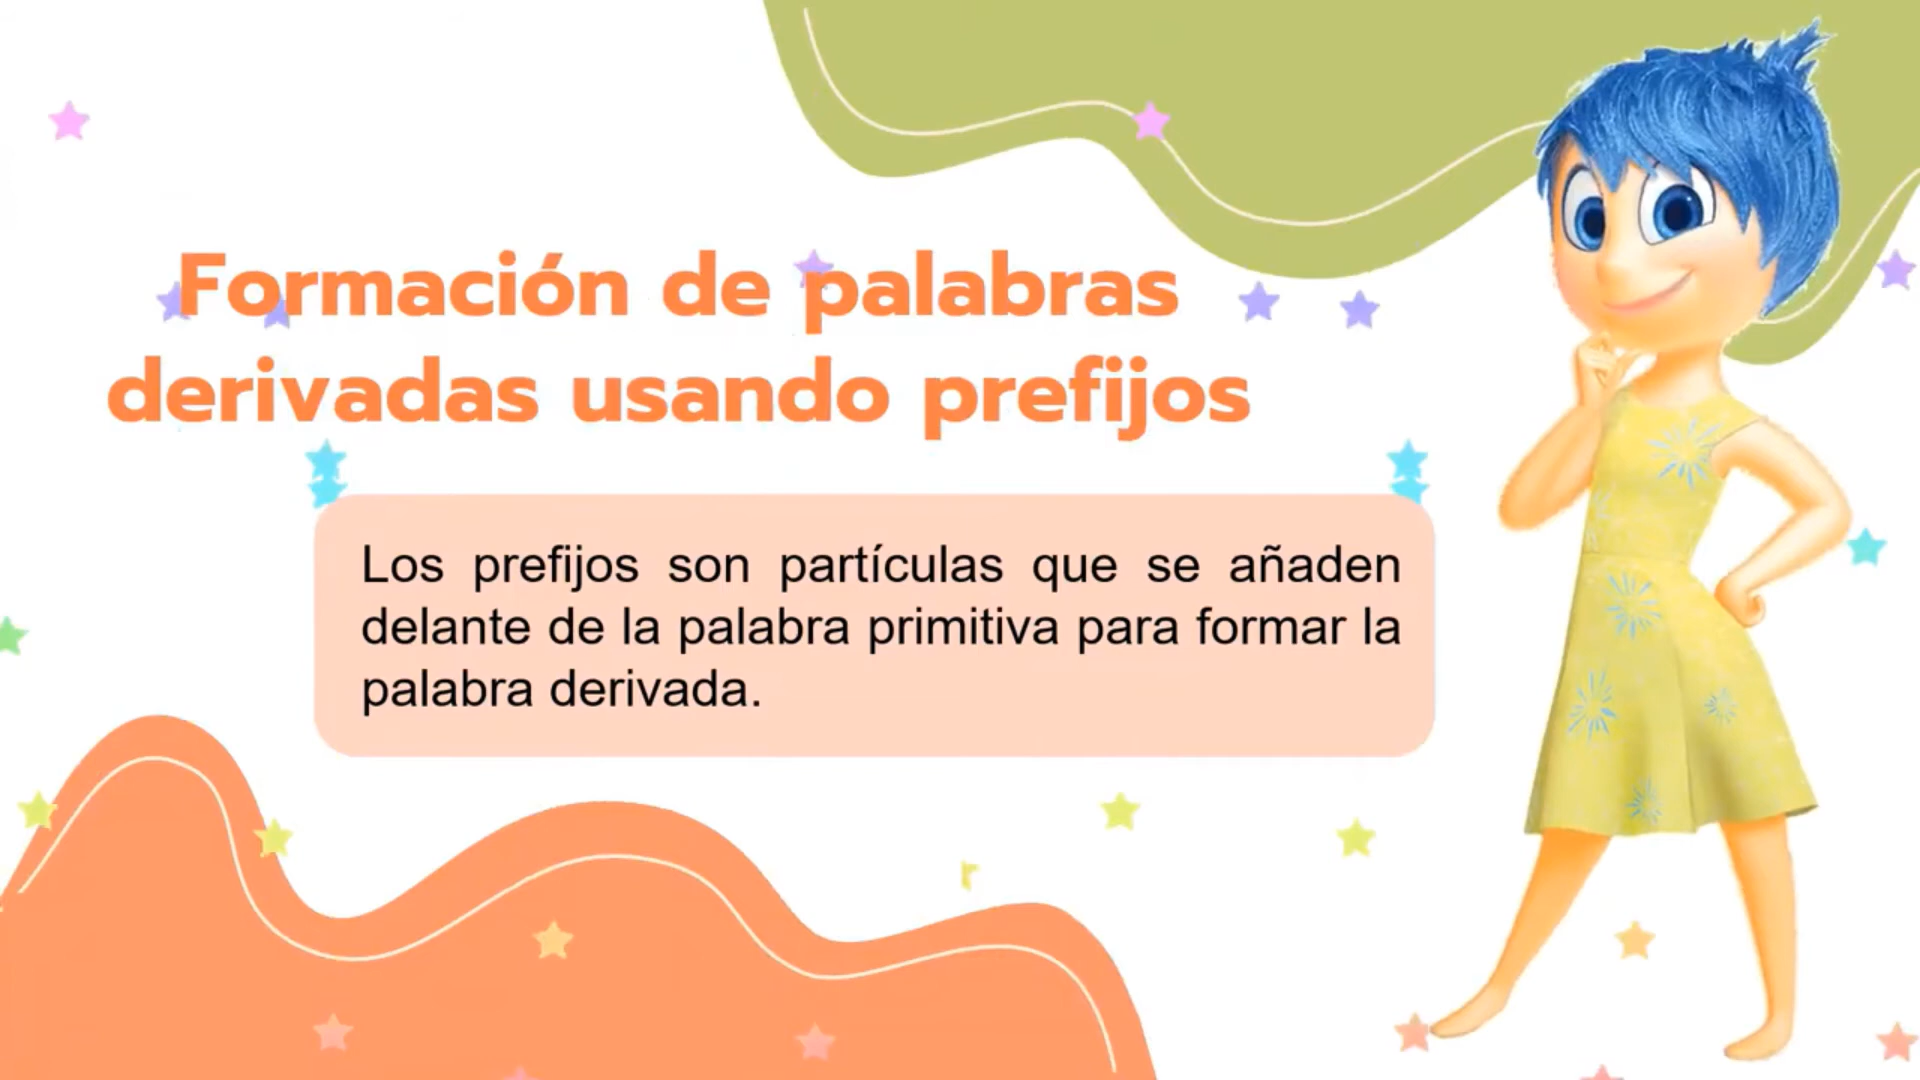 Formación de palabras
derivadas usando prefijos
Los prefijos son partículas que se añaden
delante de la palabra primitiva para formar la
palabra derivada.